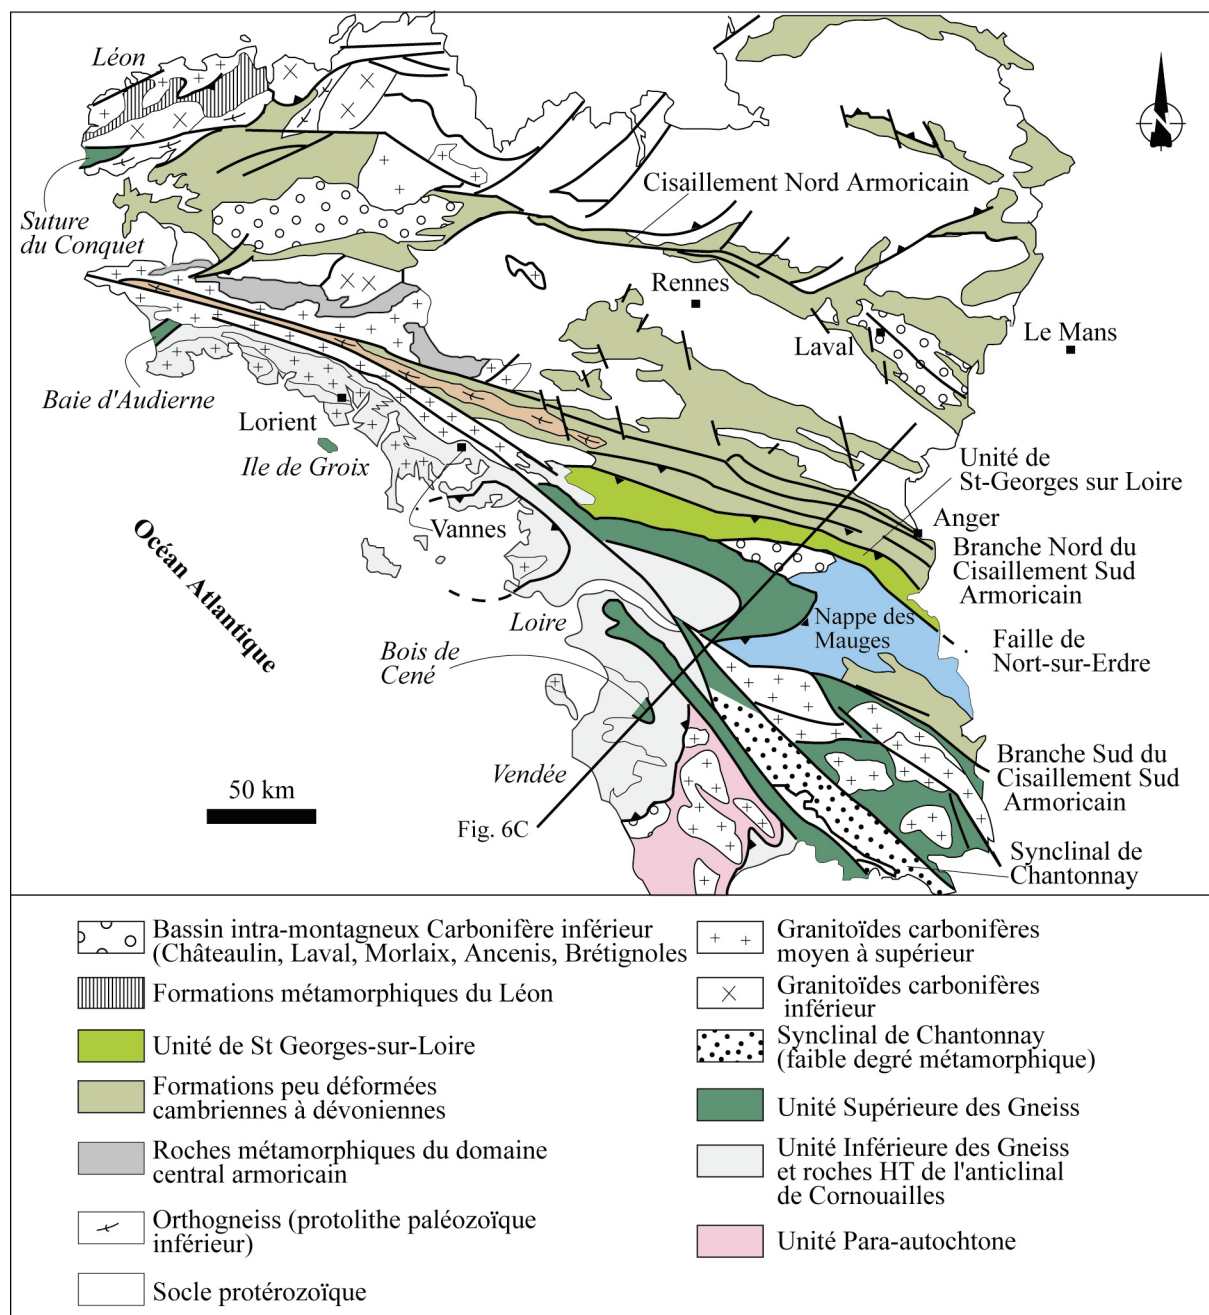 Léon
Cisaillement Nord Armoricain
Suture
du Conquet
Rennes
Laval
Le Mans
Baie d'Audierne
Lorient
Ile de Groix
Vannes
Unité de
St-Georges sur Loire
Anger
Branche Nord du
Cisaillement Sud
Armoricain
Océan Atlantique
Loire
Nappe des
Mauges
Faille de
Nort-sur-Erdre
Bois de
Cené
Vendée
Branche Sud du
Cisaillement Sud
Armoricain
50 km
Fig. 6C
Synclinal de
Chantonnay
Bassin intra-montagneux Carbonifère inférieur
(Châteaulin, Laval, Morlaix, Ancenis, Brétignoles
Formations métamorphiques du Léon
Unité de St Georges-sur-Loire
Formations peu déformées
cambriennes à dévoniennes
Roches métamorphiques du domaine
central armoricain
Orthogneiss (protolithe paléozoïque
inférieur)
Socle protérozoïque
Granitoïdes carbonifères
moyen à supérieur
Granitoïdes carbonifères
inférieur
Synclinal de Chantonnay
(faible degré métamorphique)
Unité Supérieure des Gneiss
Unité Inférieure des Gneiss
et roches HT de l'anticlinal
de Cornouailles
Unité Para-autochtone